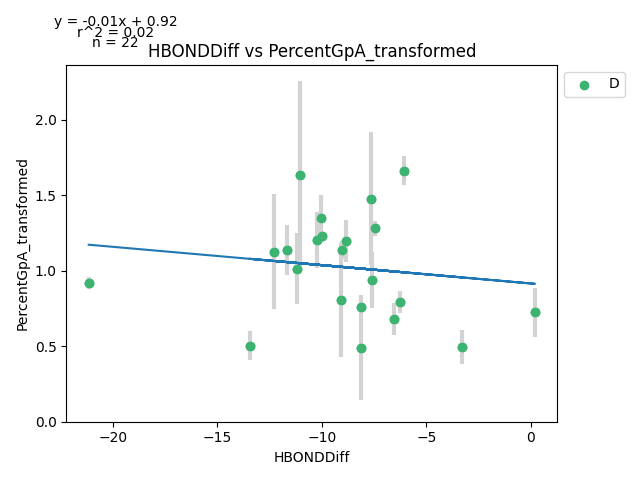 y = -0.01x + 0.92
r^2 = 0.02
n = 22
HBONDDiff vs PercentGpA_transformed
D
PercentGpA_transformed
2.0
1.5
1.0
0.5
0.0
−20
−15
−10
−5
0
HBONDDiff